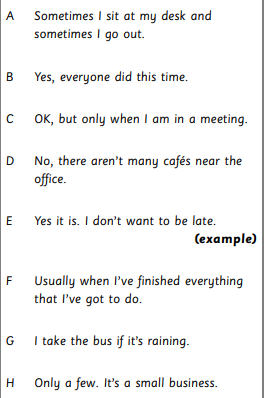 A Sometimes I sit at my desk and
sometimes I go out.
B Yes, everyone did this time.
C OK, but only when I am in a meeting.
D No, there aren't many cafés near the
office.
E Yes it is. I don't want to be late.
(example)
F Usually when I've finished everything
that I've got to do.
G I take the bus if it's raining.
H Only a few. It's a small business.